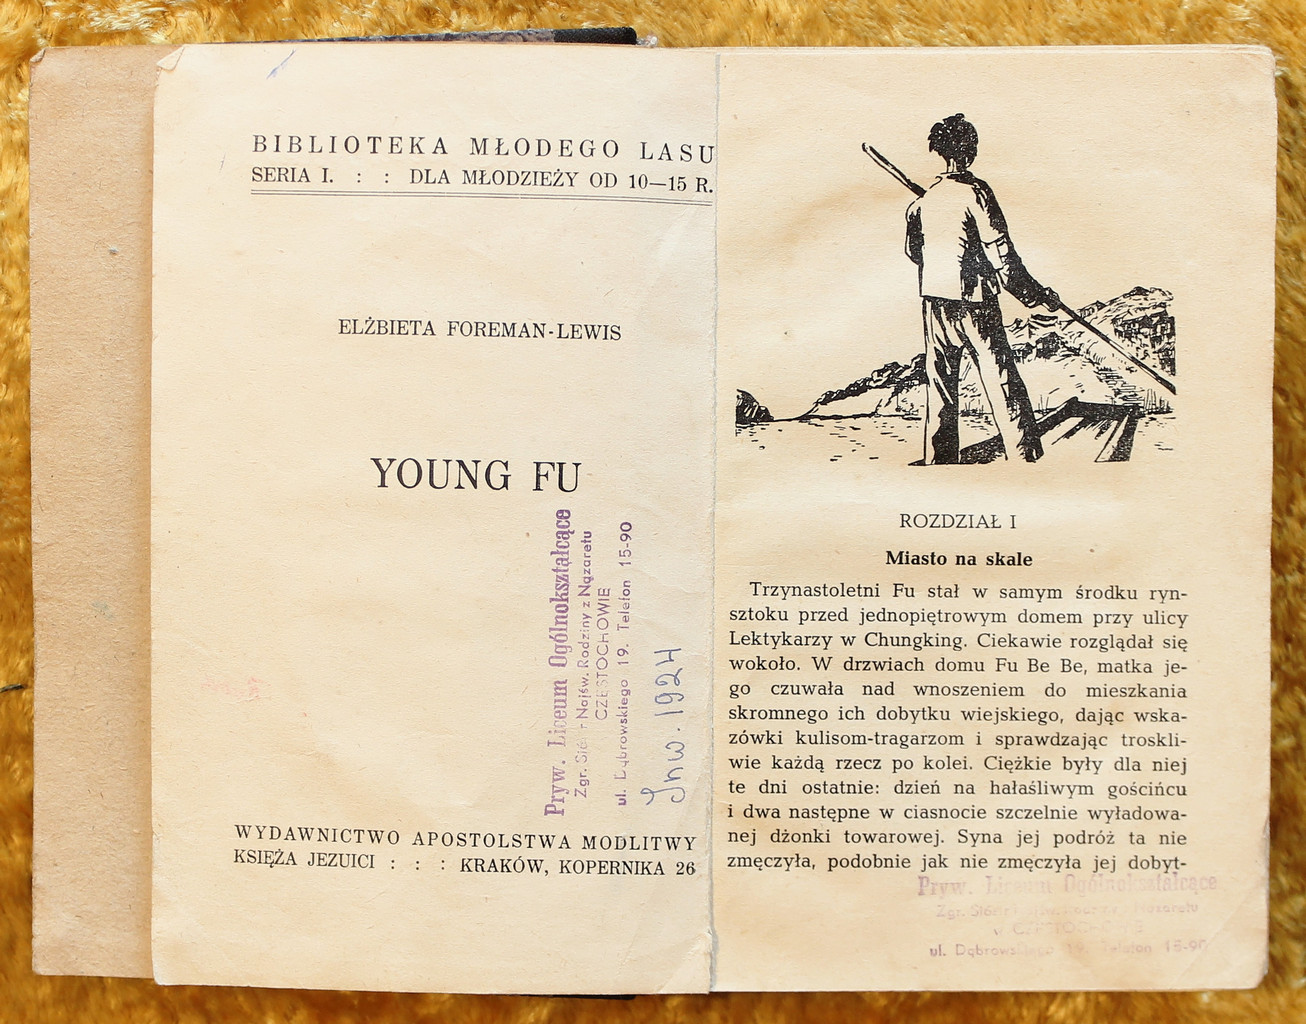 BIBLIOTEKA MŁODEGO LASU
SERIA I. : : DLA MŁODZIEŻY OD 10—15 R.
ELŻBIETA FOREMAN-LEWIS
YOUNG FU
Pryw. Liceum Ogólnokształcące
Zgr. Sióstr Najśw. Rodziny z Nazaretu
CZĘSTOCHOWIE
ul. Dąbrowskiego 19. Telefon 15-90
Inw. 1924
WYDAWNICTWO APOSTOLSTWA MODLITWY
KSIĘŻA JEZUICI : : : KRAKÓW, KOPERNIKA 26
ROZDZIAŁ I
Miasto na skale
Trzynastoletni Fu stał w samym środku ryn-
sztoku przed jednopiętrowym domem przy ulicy
Lektykarzy w Chungking. Ciekawie rozglądał się
wokoło. W drzwiach domu Fu Be Be, matka je-
go czuwała nad wnoszeniem do mieszkania
skromnego ich dobytku wiejskiego, dając wska-
zówki kulisom-tragarzom i sprawdzając troskli-
wie każdą rzecz po kolei. Ciężkie były dla niej
te dni ostatnie: dzień na hałaśliwym gościńcu
i dwa następne w ciasnocie szczelnie wyładowa-
nej dżonki towarowej. Syna jej podróż ta nie
zmęczyła, podobnie jak nie zmęczyła jej dobyt-
Pryw. Liceum Ogólnokształcące
Zgr. Nazaretu
w CZĘSTOCHOWIE
ul. Dąbrowskiego 19. Telefon 15-90